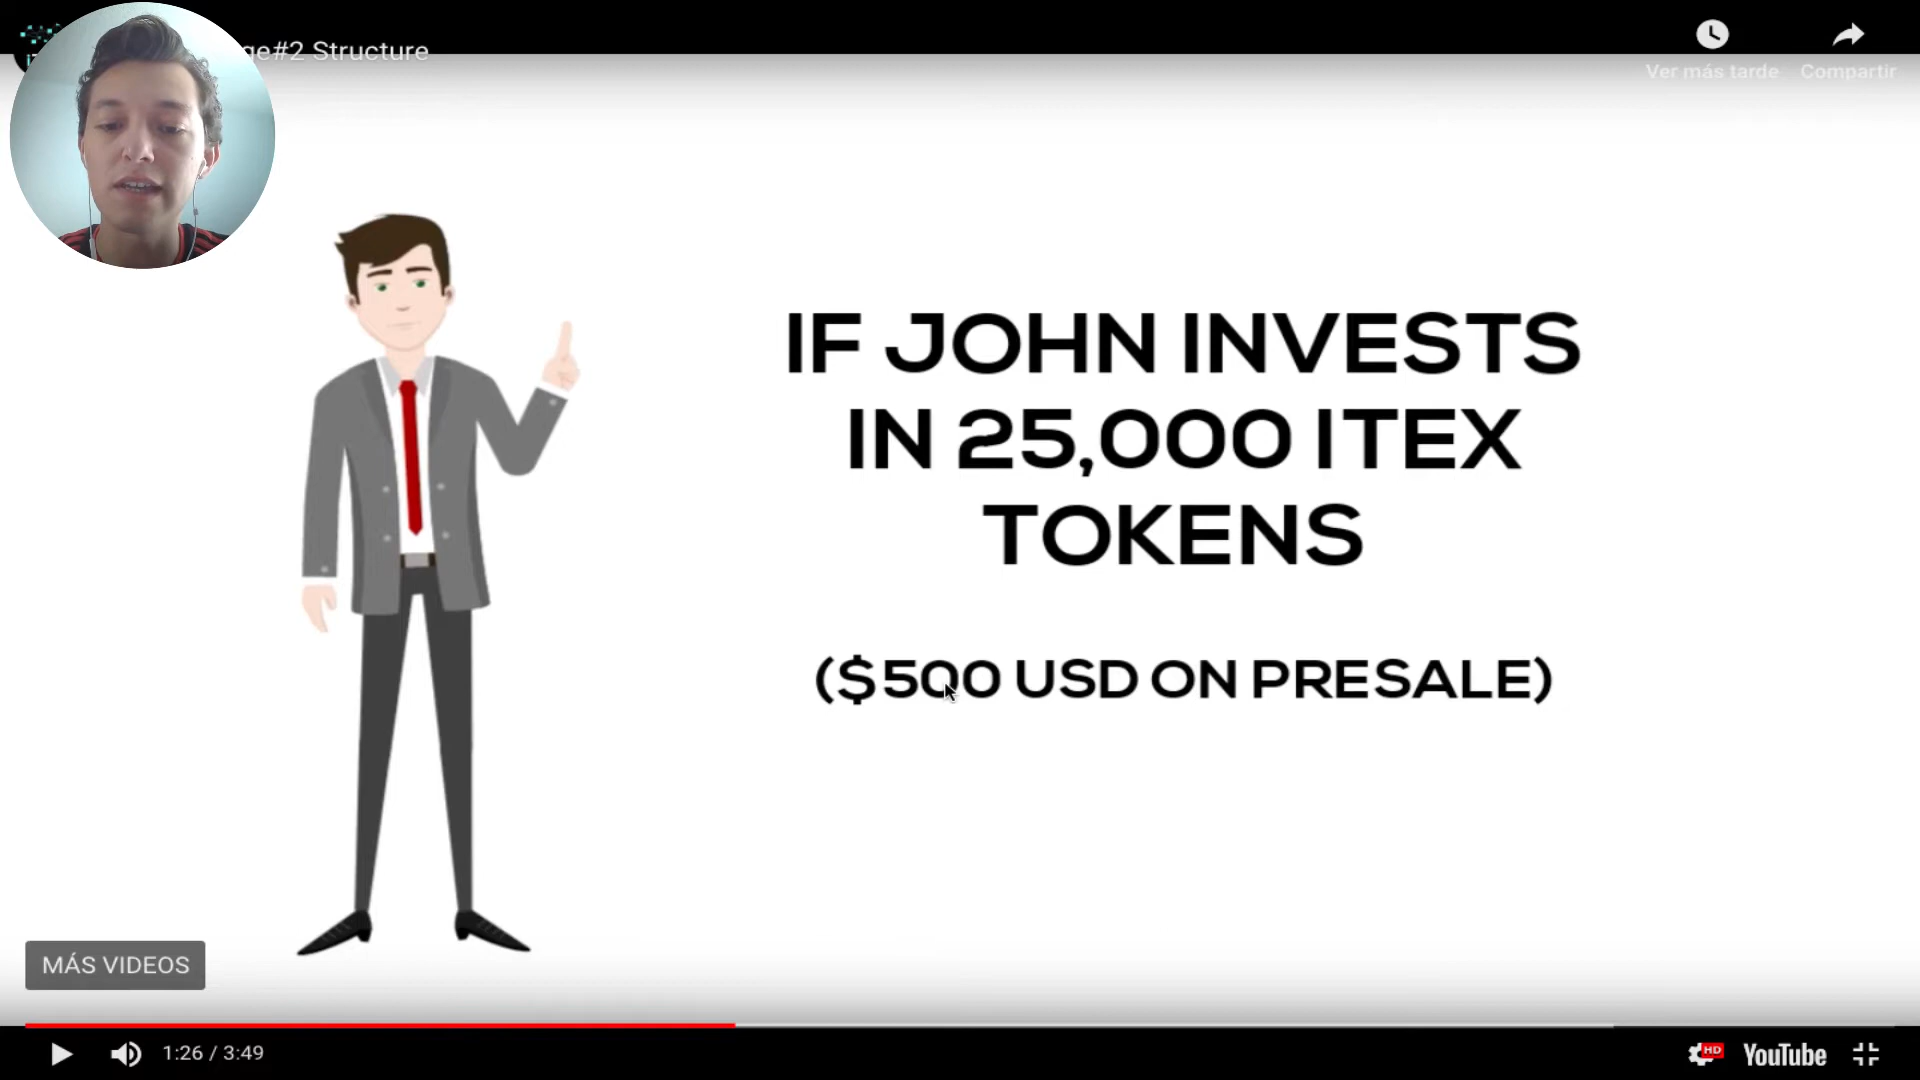 #2 Structure
Ver más tarde
Compartir
IF JOHN INVESTS
IN 25,000 ITEX
TOKENS
($500 USD ON PRESALE)
MÁS VIDEOS
1:26 / 3:49
HD
YouTube